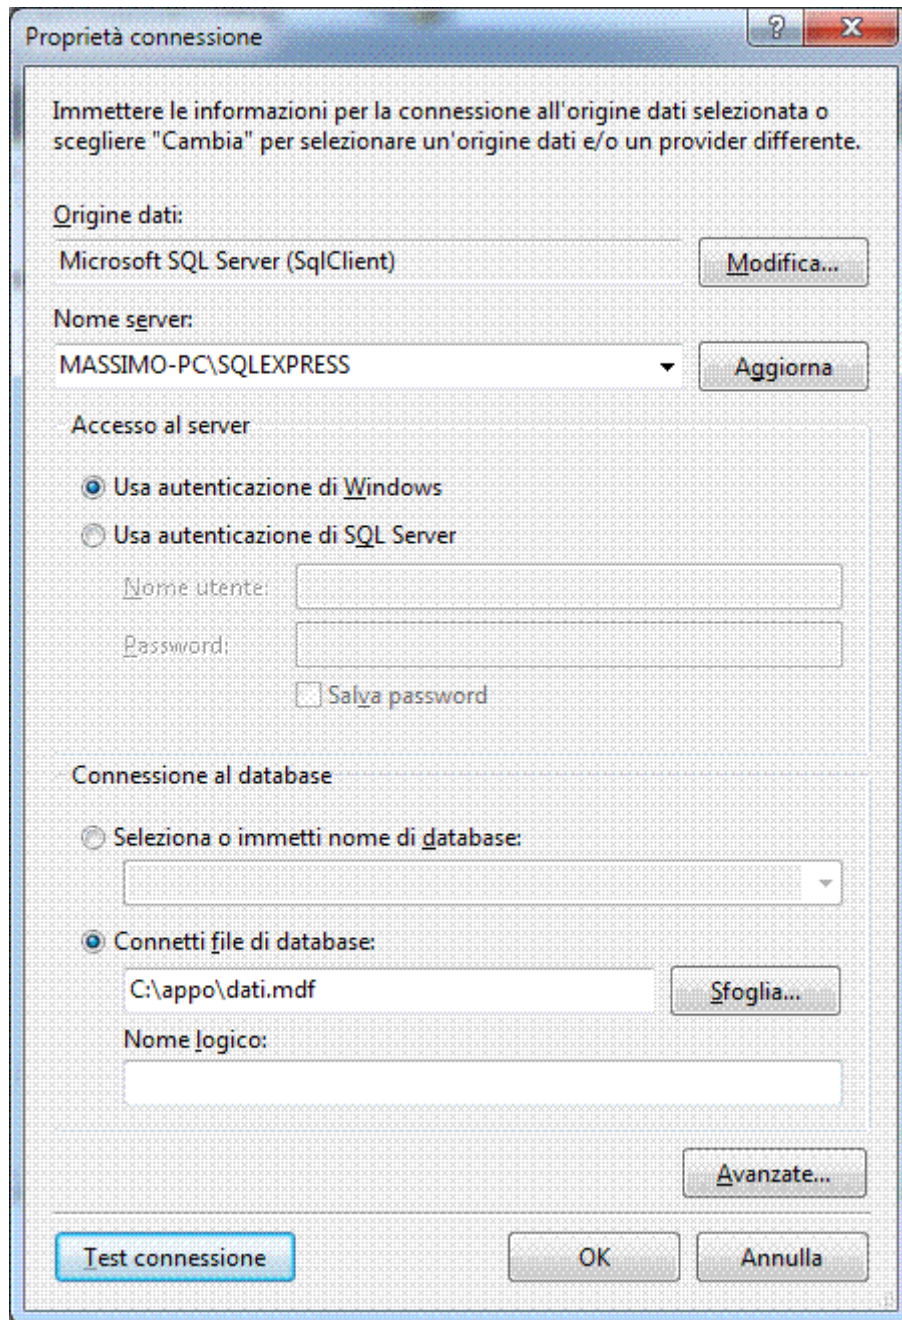 Proprietà connessione
Immettere le informazioni per la connessione all'origine dati selezionata o
scegliere "Cambia" per selezionare un'origine dati e/o un provider differente.
Origine dati:
Microsoft SQL Server (SqlClient)
Modifica...
Nome server:
MASSIMO-PC\SQLEXPRESS
Aggiorna
Accesso al server
Usa autenticazione di Windows
Usa autenticazione di SQL Server
Nome utente:
Password:
Salva password
Connessione al database
Seleziona o immetti nome di database:
Connetti file di database:
C:\appo\dati.mdf
Sfoglia...
Nome logico:
Avanzate...
Test connessione
OK
Annulla